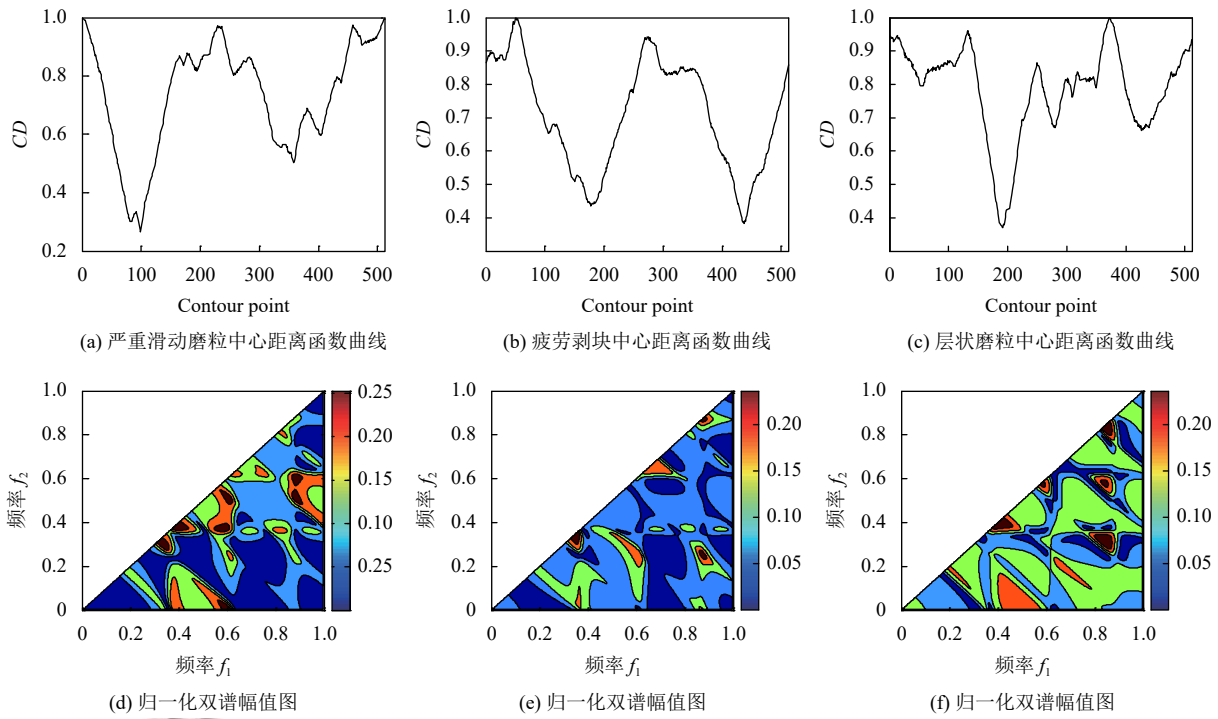 1.0
0.8
0.6
0.4
0.2
CD
0 100 200 300 400 500
Contour point
(a) 严重滑动磨粒中心距离函数曲线
1.0
0.9
0.8
0.7
0.6
0.5
0.4
CD
0 100 200 300 400 500
Contour point
(b) 疲劳剥块中心距离函数曲线
1.0
0.9
0.8
0.7
0.6
0.5
0.4
CD
0 100 200 300 400 500
Contour point
(c) 层状磨粒中心距离函数曲线
1.0
0.8
0.6
0.4
0.2
0
频率 f₂
0 0.2 0.4 0.6 0.8 1.0
频率 f₁
0.25
0.20
0.15
0.10
0.25
(d) 归一化双谱幅值图
1.0
0.8
0.6
0.4
0.2
0
频率 f₂
0 0.2 0.4 0.6 0.8 1.0
频率 f₁
0.20
0.15
0.10
0.05
(e) 归一化双谱幅值图
1.0
0.8
0.6
0.4
0.2
0
频率 f₂
0 0.2 0.4 0.6 0.8 1.0
频率 f₁
0.20
0.15
0.10
0.05
(f) 归一化双谱幅值图